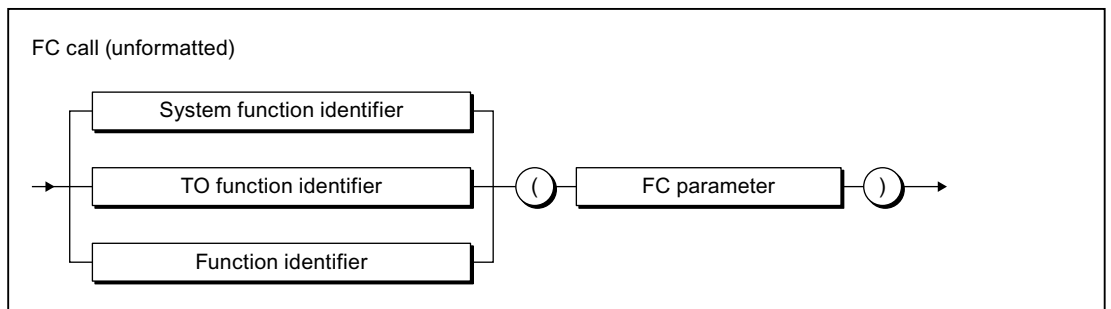 FC call (unformatted)
System function identifier
TO function identifier
( FC parameter )
Function identifier